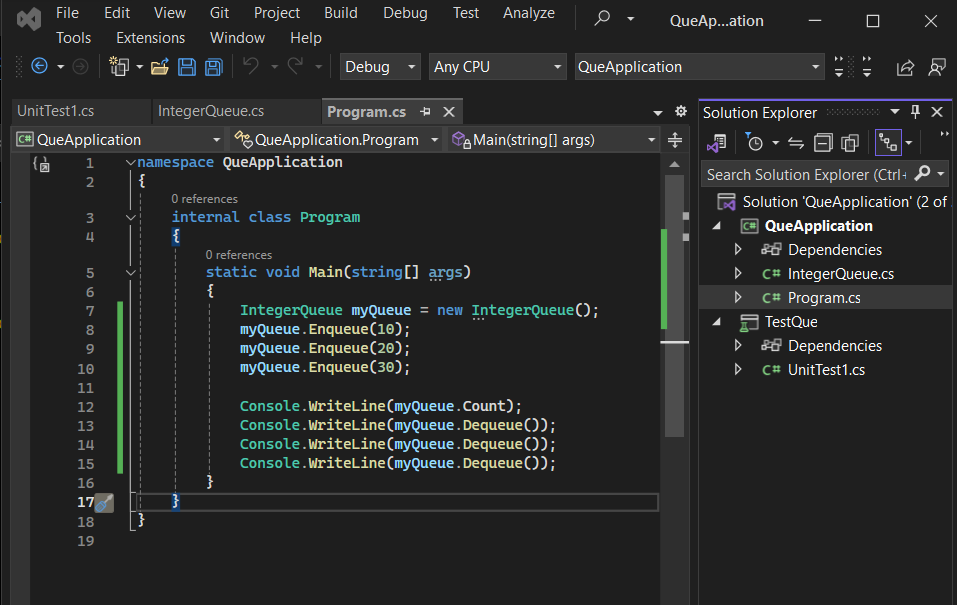 File Edit View Git Project Build Debug Test Analyze QueAp...ation
Tools Extensions Window Help
Debug Any CPU QueApplication
UnitTest1.cs IntegerQueue.cs Program.cs
QueApplication QueApplication.Program Main(string[] args)
1 namespace QueApplication
2 {
0 references
3 internal class Program
4 {
0 references
5 static void Main(string[] args)
6 {
7 IntegerQueue myQueue = new IntegerQueue();
8 myQueue.Enqueue(10);
9 myQueue.Enqueue(20);
10 myQueue.Enqueue(30);
11
12 Console.WriteLine(myQueue.Count);
13 Console.WriteLine(myQueue.Dequeue());
14 Console.WriteLine(myQueue.Dequeue());
15 Console.WriteLine(myQueue.Dequeue());
16 }
17 }
18 }
19
Solution Explorer
Search Solution Explorer (Ctrl+
Solution 'QueApplication' (2 of
C# QueApplication
Dependencies
C# IntegerQueue.cs
C# Program.cs
TestQue
Dependencies
C# UnitTest1.cs